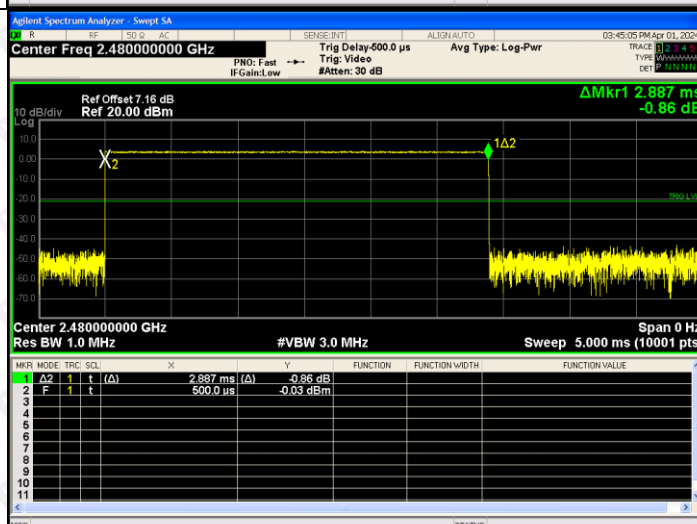 Agilent Spectrum Analyzer - Swept SA
R RF 50 Ω AC SENSE:INT ALIGN AUTO 03:45:05 PM Apr 01, 2024
Center Freq 2.480000000 GHz
PNO: Fast
IFGain:Low
Trig Delay-500.0 µs
Trig: Video
#Atten: 30 dB
Avg Type: Log-Pwr
TRACE 1 2 3 4 5
TYPE W
DET P N N N N
ΔMkr1 2.887 ms
-0.86 dB
Ref Offset 7.16 dB
10 dB/div Ref 20.00 dBm
Log
10.0
0.00
-10.0
-20.0
-30.0
-40.0
-50.0
-60.0
-70.0
1Δ2
2
TRIG LVL
Center 2.480000000 GHz Span 0 Hz
Res BW 1.0 MHz #VBW 3.0 MHz Sweep 5.000 ms (10001 pts
MKR MODE TRC SCL X Y FUNCTION FUNCTION WIDTH FUNCTION VALUE
1 Δ2 1 t (Δ) 2.887 ms (Δ) -0.86 dB
2 F 1 t 500.0 µs -0.03 dBm
3
4
5
6
7
8
9
10
11